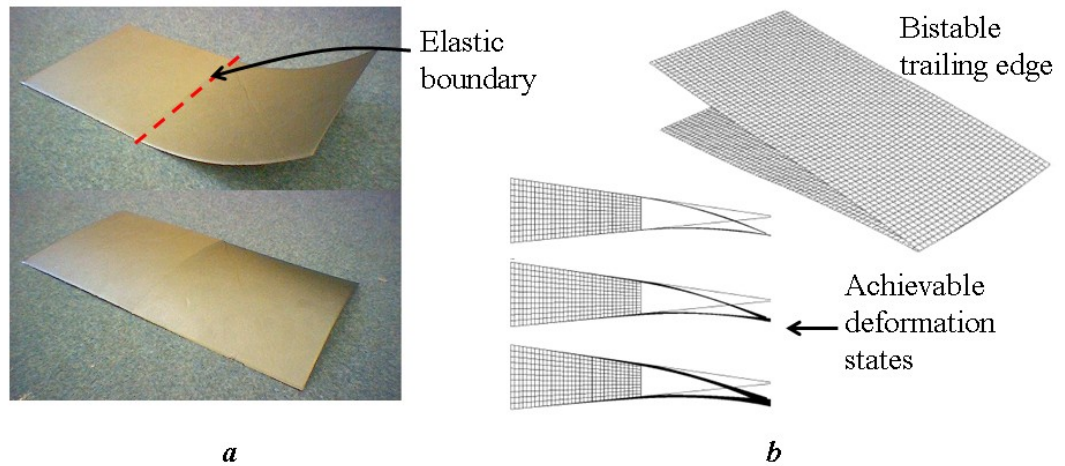 Elastic
boundary
Bistable
trailing edge
Achievable
deformation
states
a
b